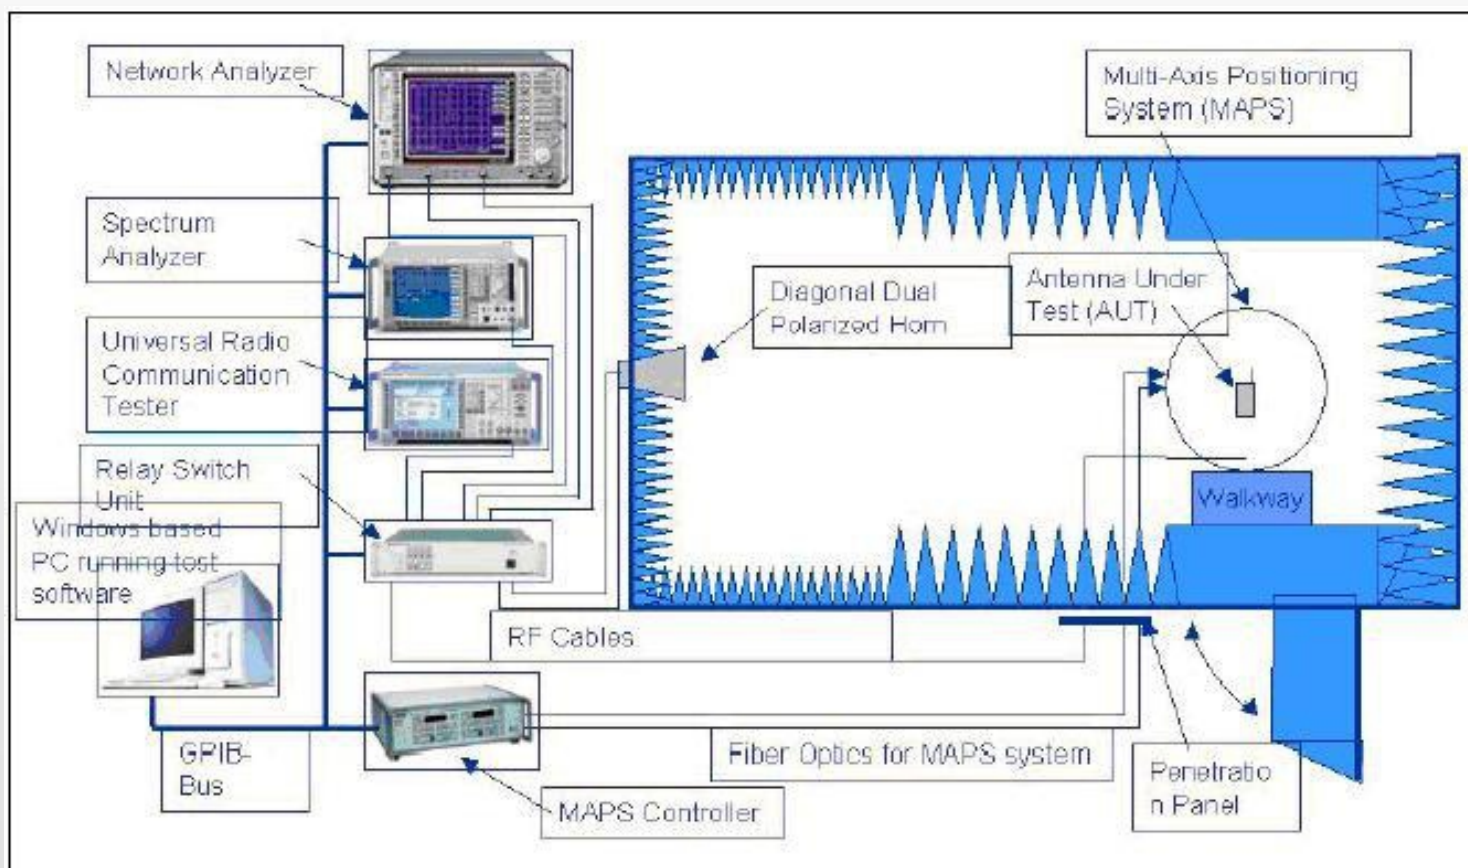 Network Analyzer
Multi-Axis Positioning
System (MAPS)
Spectrum
Analyzer
Diagonal Dual
Polarized Horn
Antenna Under
Test (AUT)
Universal Radio
Communication
Tester
Relay Switch
Unit
Walkway
Windows based
PC running test
software
RF Cables
GPIB-
Bus
Fiber Optics for MAPS system
Penetratio
n Panel
MAPS Controller